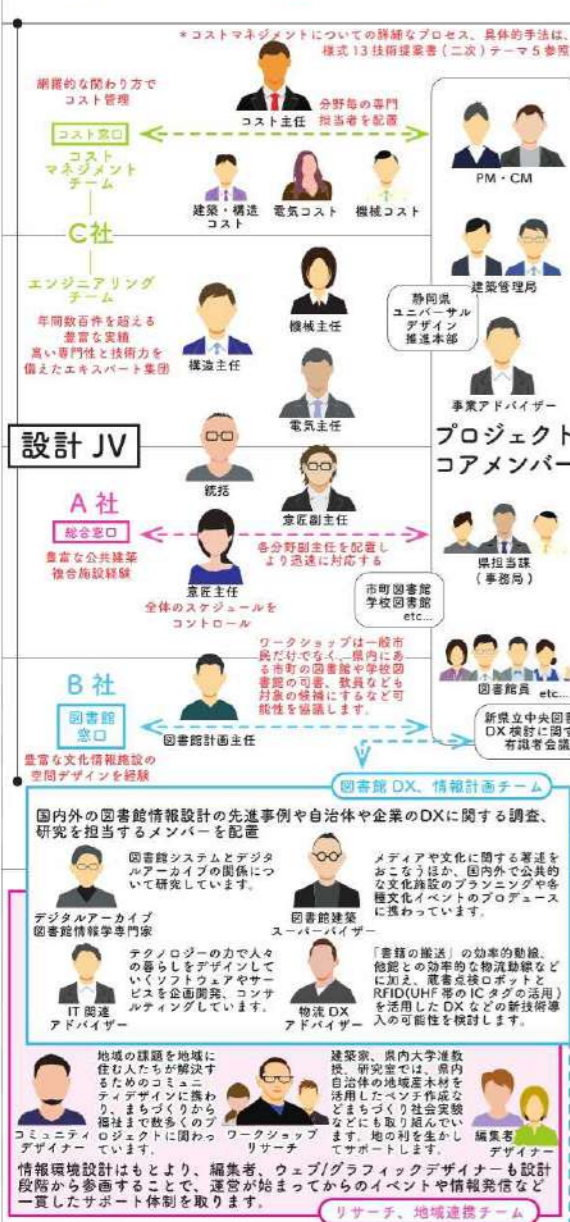 *コストマネジメントについての詳細なプロセス、具体的手法は、
様式13技術提案書(二次)テーマ5参照
網羅的な関わり方で
コスト管理
コスト窓口
コスト
マネジメント
チーム
コスト主任
分野毎の専門
担当者を配置
建築・構造
コスト
電気コスト
機械コスト
PM・CM
C社
エンジニアリング
チーム
年間数百件を超える
豊富な実績
高い専門性と技術力を
備えたエキスパート集団
構造主任
機械主任
電気主任
建築管理局
静岡県
ユニバーサル
デザイン
推進本部
事業アドバイザー
設計JV
プロジェクト
コアメンバー
統括
意匠副主任
A社
総合窓口
豊富な公共建築
複合施設経験
意匠主任
全体のスケジュールを
コントロール
各分野副主任を配置し
より迅速に対応する
県担当課
(事務局)
市町図書館
学校図書館
etc...
ワークショップは一般市
民だけでなく、県内にあ
る市町の図書館や学校図
書館の司書、教員なども
対象の候補にするなど可
能性を協議します。
B社
図書館
窓口
豊富な文化情報施設の
空間デザインを経験
図書館計画主任
図書館員 etc...
新県立中央図書
DX検討に関す
有識者会議
図書館DX、情報計画チーム
国内外の図書館情報設計の先進事例や自治体や企業のDXに関する調査、
研究を担当するメンバーを配置
デジタルアーカイブ
図書館情報学専門家
図書館システムとデジタ
ルアーカイブの関係につ
いて研究しています。
図書館建築
スーパーバイザー
メディアや文化に関する著述を
おこなうほか、国内外で公共的
な文化施設のプランニングや各
種文化イベントのプロデュース
に携わっています。
IT関連
アドバイザー
テクノロジーの力で人々
の暮らしをデザインして
いくソフトウェアやサー
ビスを企画開発、コンサ
ルティングしています。
物流DX
アドバイザー
「書籍の搬送」の効率的動線、
他館との効率的な物流動線など
に加え、蔵書点検ロボットと
RFID(UHF帯のICタグの活用)
を活用したDXなどの新技術導
入の可能性を検討します。
コミュニティ
デザイナー
地域の課題を地域に
住む人たちが解決す
るためのコミュニ
ティデザインに携わ
り、まちづくりから
福祉まで数多くのプ
ロジェクトに関わっ
ています。
ワークショップ
リサーチ
建築家、県内大学准教
授、研究室では、県内
自治体の地域産木材を
活用したベンチ作成な
どまちづくり社会実験
などにも取り組んでい
ます。地の利を生かし
てサポートします。
編集者
デザイナー
情報環境設計はもとより、編集者、ウェブ/グラフィックデザイナーも設計
段階から参画することで、運営が始まってからのイベントや情報発信など
一貫したサポート体制を取ります。
リサーチ、地域連携チーム